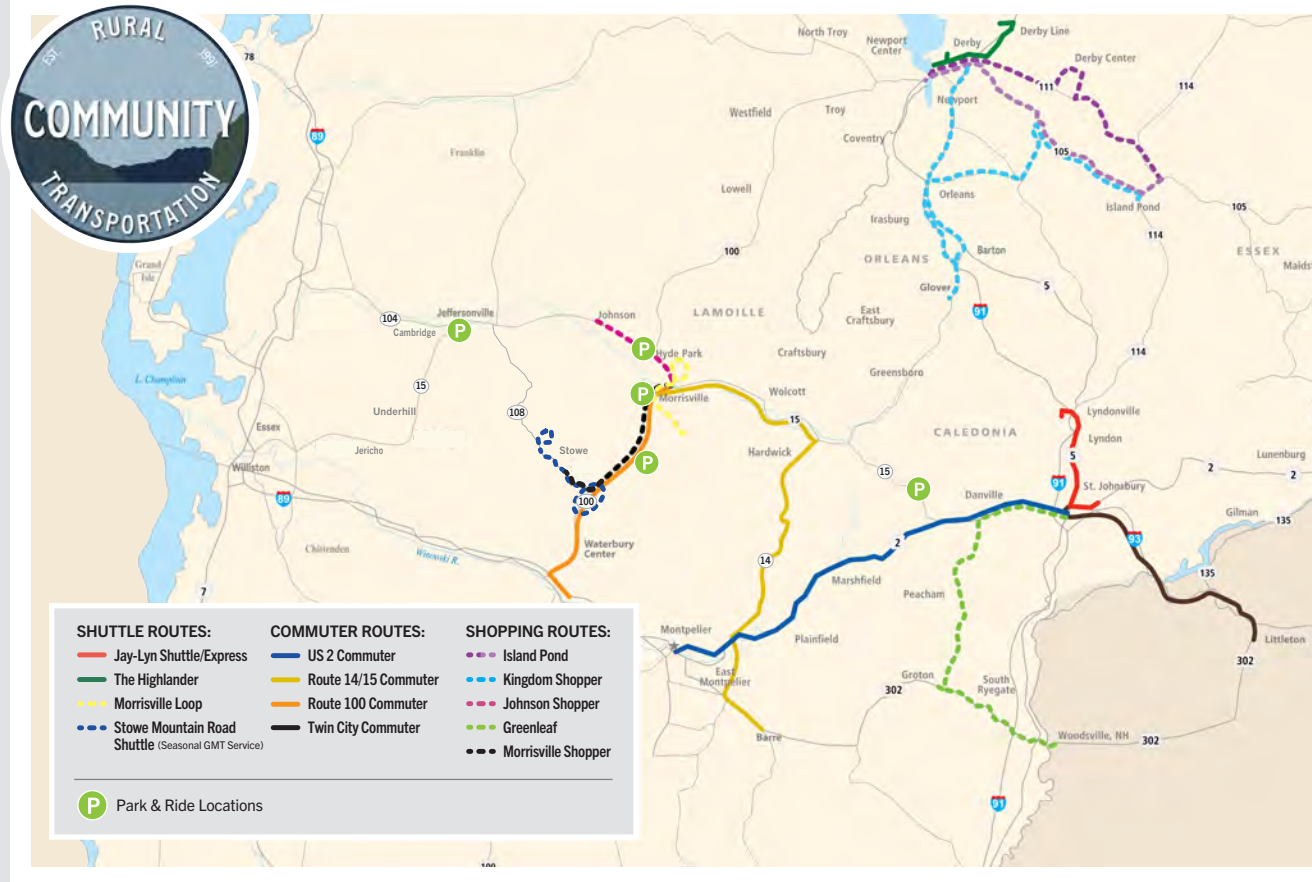 RURAL
EST. 1991
COMMUNITY
TRANSPORTATION
78
North Troy
Newport
Center
Derby
Derby Line
Derby Center
111
114
Newport
Westfield
Troy
89
Coventry
Franklin
105
Lowell
Orleans
Island Pond
105
Irasburg
114
100
Barton
ESSEX
ORLEANS
Grand
Isle
Maids
Glover
5
East
Craftsbury
91
104
Jeffersonville
Johnson
LAMOILLE
Cambridge
P
P
Hyde Park
Craftsbury
114
L. Champlain
Greensboro
15
P
Morrisville
Wolcott
Underhill
108
15
Lyndonville
Essex
CALEDONIA
Lyndon
Jericho
Stowe
Hardwick
5
Williston
P
15
2
2
Lunenburg
89
100
P
Danville
91
St. Johnsbury
Gilman
135
Chittenden
Winooski R.
Waterbury
Center
2
93
14
Marshfield
135
7
Peacham
Montpelier
Plainfield
Littleton
302
East
Montpelier
Groton
302
South
Ryegate
Barre
Woodsville, NH
302
91
100
SHUTTLE ROUTES:
Jay-Lyn Shuttle/Express
The Highlander
Morrisville Loop
Stowe Mountain Road
Shuttle (Seasonal GMT Service)
COMMUTER ROUTES:
US 2 Commuter
Route 14/15 Commuter
Route 100 Commuter
Twin City Commuter
SHOPPING ROUTES:
Island Pond
Kingdom Shopper
Johnson Shopper
Greenleaf
Morrisville Shopper
P Park & Ride Locations